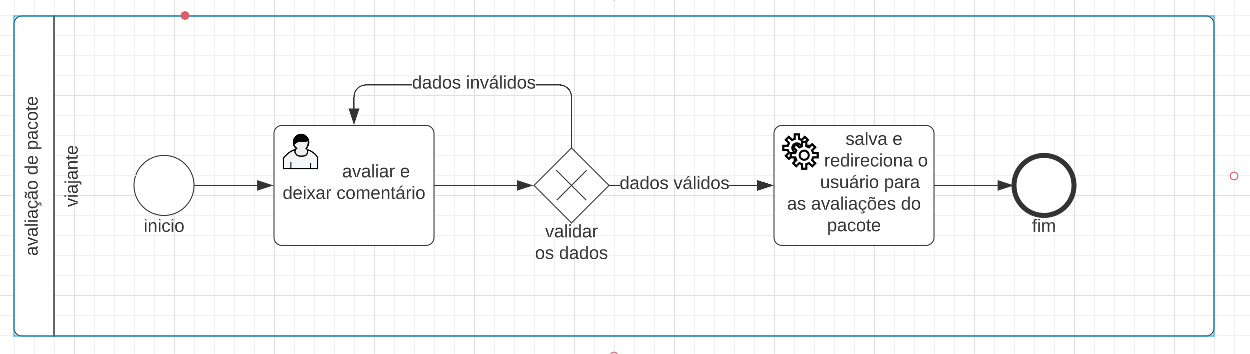 avaliação de pacote
viajante
inicio
dados inválidos
avaliar e
deixar comentário
validar
os dados
dados válidos
salva e
redireciona o
usuário para
as avaliações do
pacote
fim